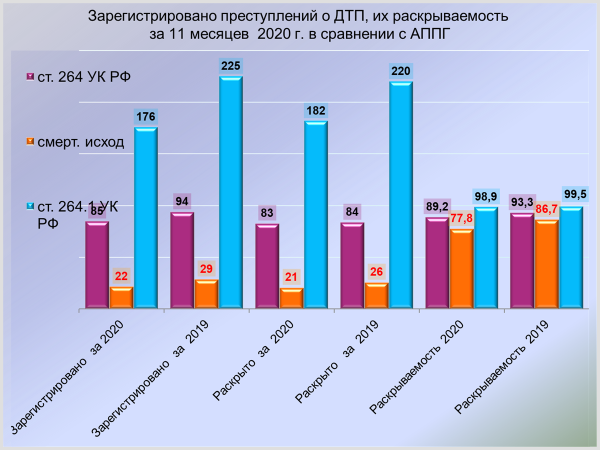 Зарегистрировано преступлений о ДТП, их раскрываемость
за 11 месяцев 2020 г. в сравнении с АППГ
ст. 264 УК РФ
смерт. исход
ст. 264.1 УК
РФ
85
22
176
94
29
225
83
21
182
84
26
220
89,2
77,8
98,9
93,3
86,7
99,5
Зарегистрировано за 2020
Зарегистрировано за 2019
Раскрыто за 2020
Раскрыто за 2019
Раскрываемость 2020
Раскрываемость 2019